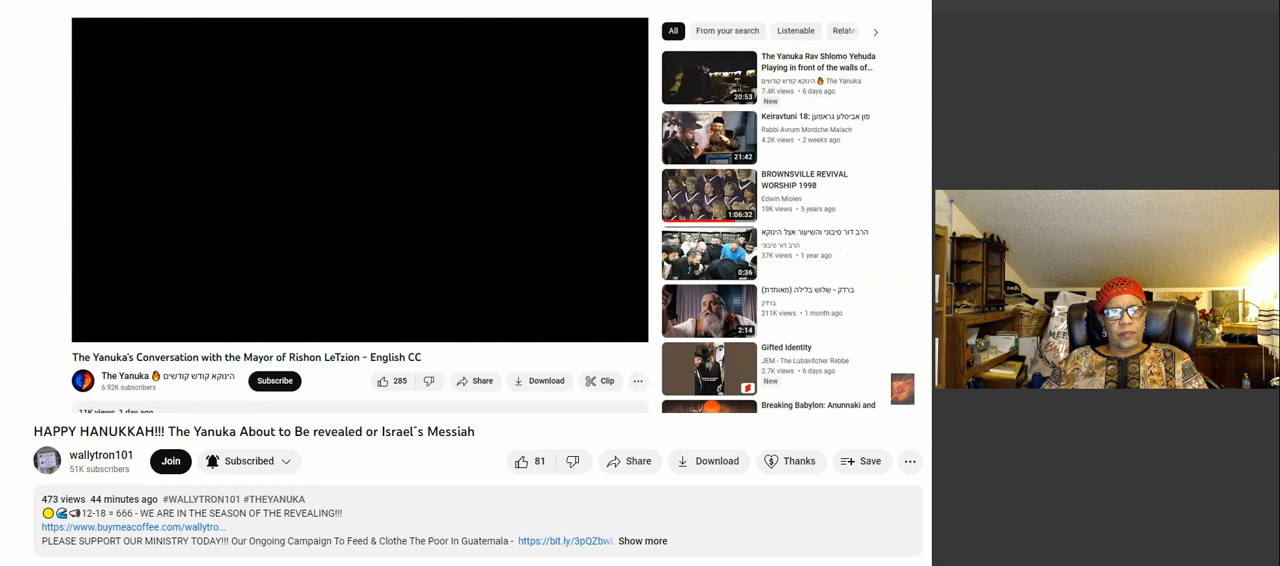 The Yanuka's Conversation with the Mayor of Rishon LeTzion - English CC
The Yanuka 🔥 הינוקא קודש קודשים
6.92K subscribers
Subscribe
285
Share
Download
Clip
11K views 1 day ago
All
From your search
Listenable
Relate
The Yanuka Rav Shlomo Yehuda
Playing in front of the walls of...
הינוקא קודש קודשים 🔥 The Yanuka
7.4K views • 6 days ago
New
20:53
Keiravtuni 18: פון אביסלע גראמען
Rabbi Avrum Mordche Malach
4.2K views • 2 weeks ago
21:42
BROWNSVILLE REVIVAL
WORSHIP 1998
Edwin Miolen
19K views • 5 years ago
1:06:32
הרב דור סיבוני והשיעור אצל הינוקא
הרב דור סיבוני
37K views • 1 year ago
0:36
ברדק - שלוש בלילה (מאוחדת)
ברדק
211K views • 1 month ago
2:14
Gifted Identity
JEM - The Lubavitcher Rebbe
2.7K views • 6 days ago
New
Breaking Babylon: Anunnaki and
HAPPY HANUKKAH!!! The Yanuka About to Be revealed or Israel´s Messiah
wallytron101
51K subscribers
Join
Subscribed
81
Share
Download
Thanks
Save
473 views 44 minutes ago #WALLYTRON101 #THEYANUKA
🟡🌊📢12-18 = 666 - WE ARE IN THE SEASON OF THE REVEALING!!!
https://www.buymeacoffee.com/wallytro...
PLEASE SUPPORT OUR MINISTRY TODAY!!! Our Ongoing Campaign To Feed & Clothe The Poor In Guatemala - https://bit.ly/3pQZbwL Show more